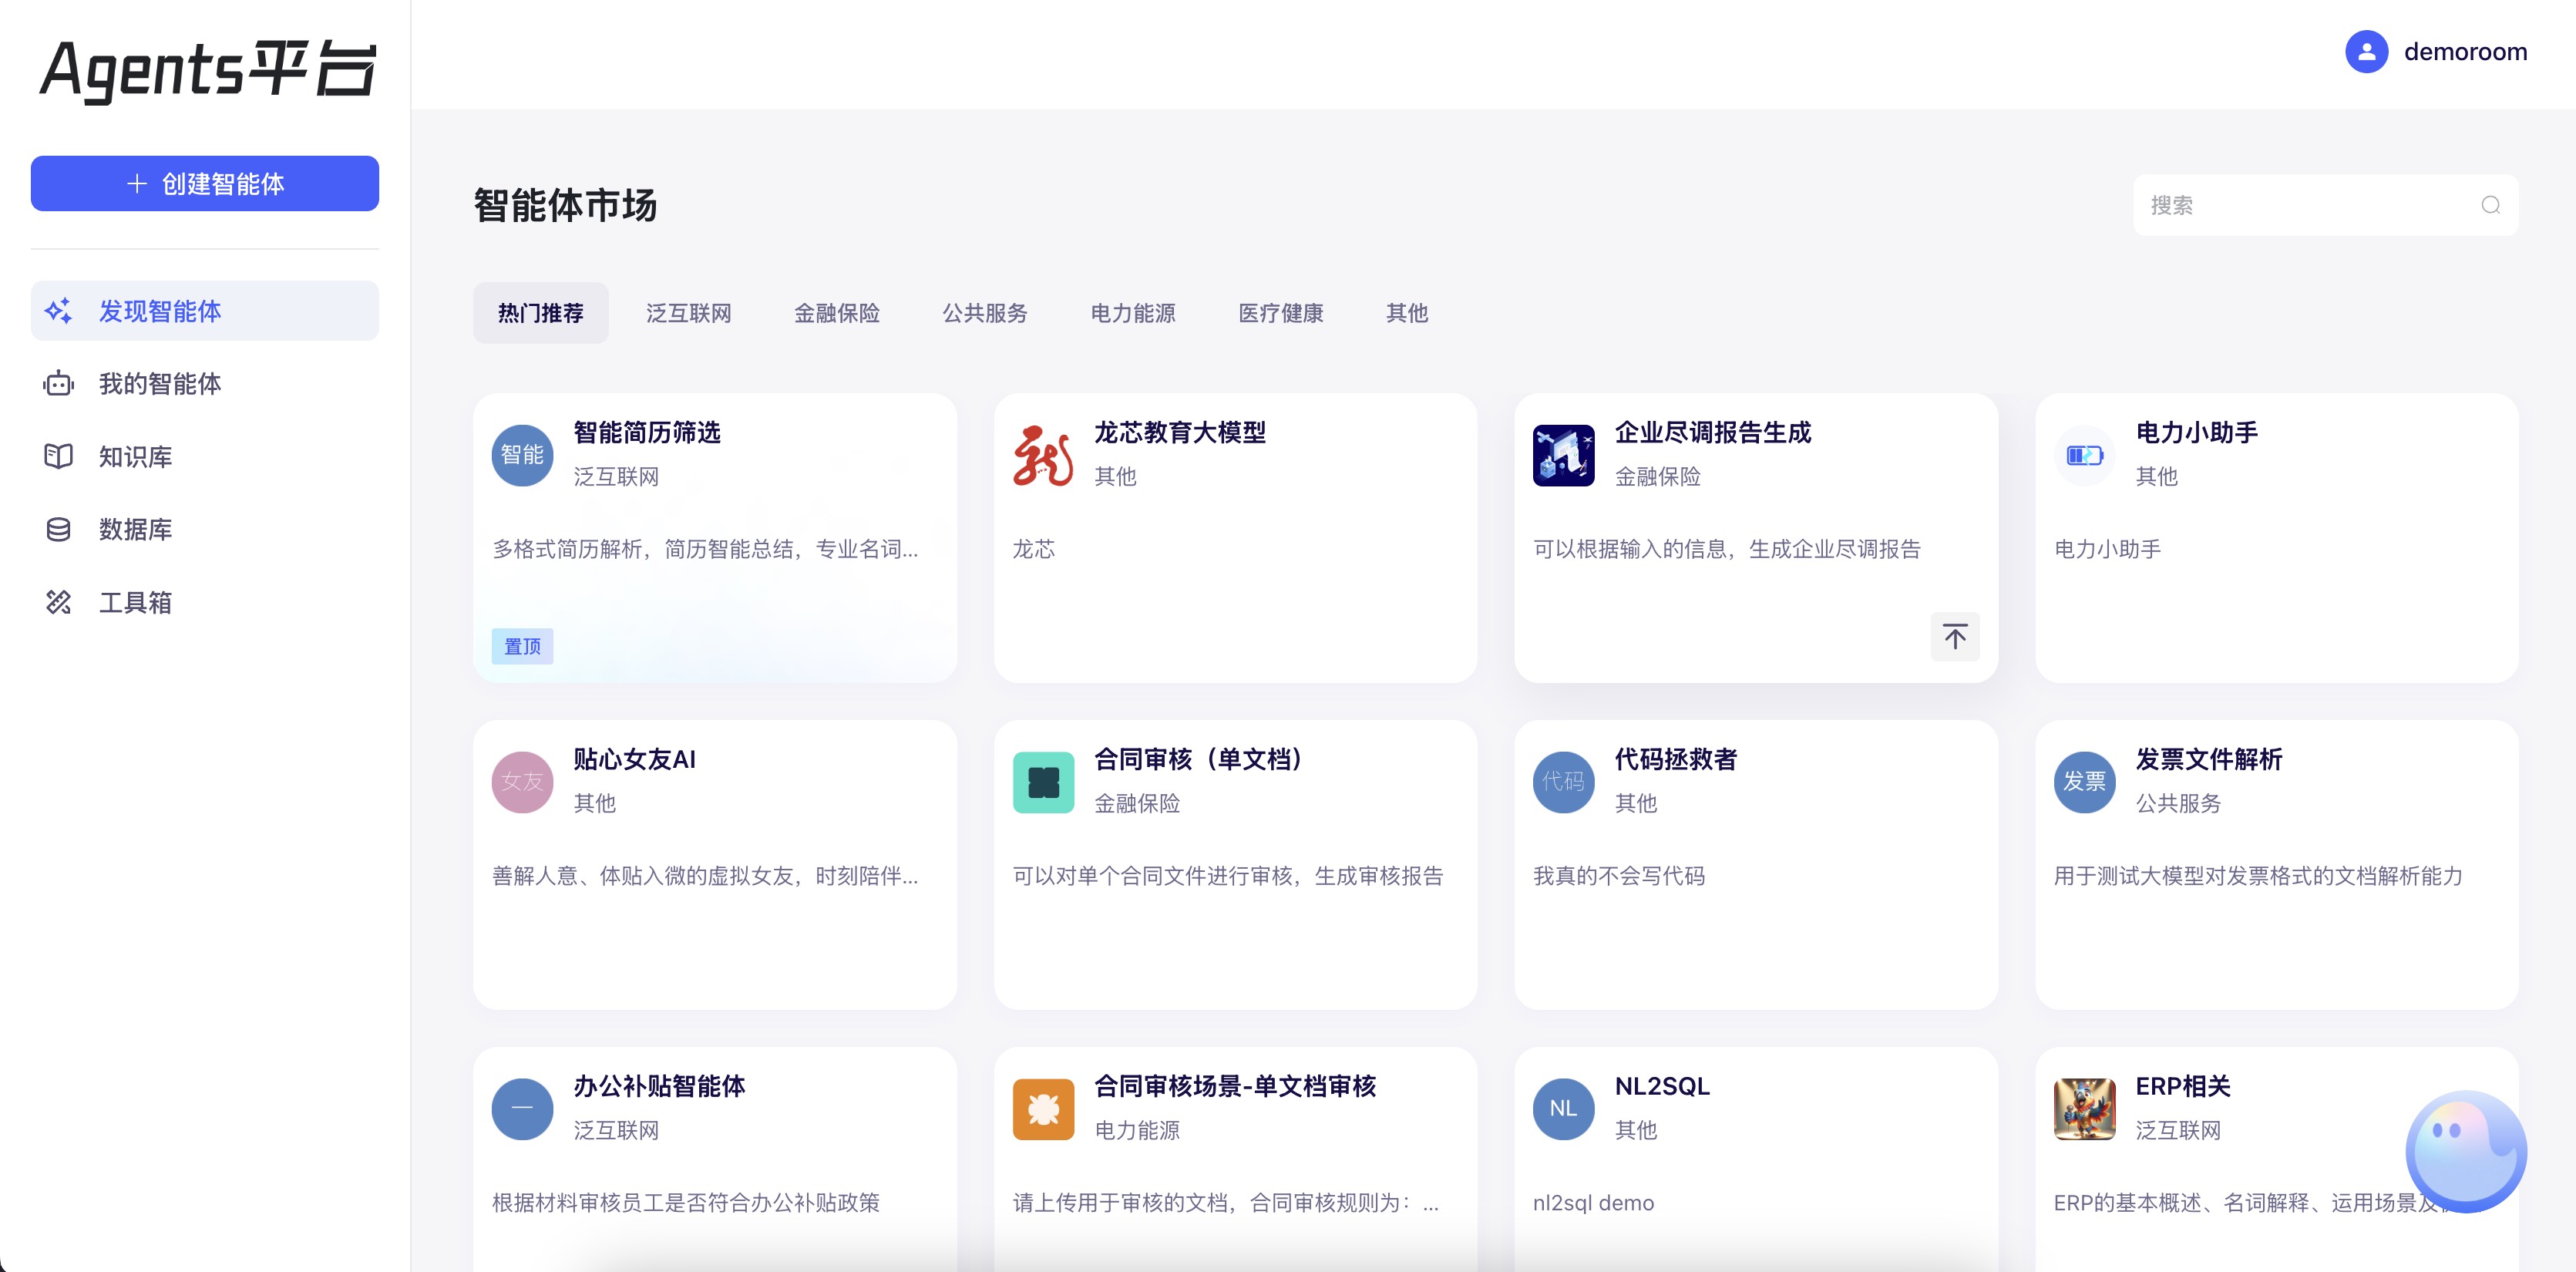 Agents平台
demoroom
创建智能体
发现智能体
我的智能体
知识库
数据库
工具箱
智能体市场
搜索
热门推荐
泛互联网
金融保险
公共服务
电力能源
医疗健康
其他
智能
智能简历筛选
泛互联网
多格式简历解析，简历智能总结，专业名词...
置顶
龙
龙芯教育大模型
其他
龙芯
企业尽调报告生成
金融保险
可以根据输入的信息，生成企业尽调报告
电力小助手
其他
电力小助手
女友
贴心女友AI
其他
善解人意、体贴入微的虚拟女友，时刻陪伴...
合同审核（单文档）
金融保险
可以对单个合同文件进行审核，生成审核报告
代码
代码拯救者
其他
我真的不会写代码
发票
发票文件解析
公共服务
用于测试大模型对发票格式的文档解析能力
一
办公补贴智能体
泛互联网
根据材料审核员工是否符合办公补贴政策
合同审核场景-单文档审核
电力能源
请上传用于审核的文档，合同审核规则为：...
NL
NL2SQL
其他
nl2sql demo
ERP相关
泛互联网
ERP的基本概述、名词解释、运用场景及